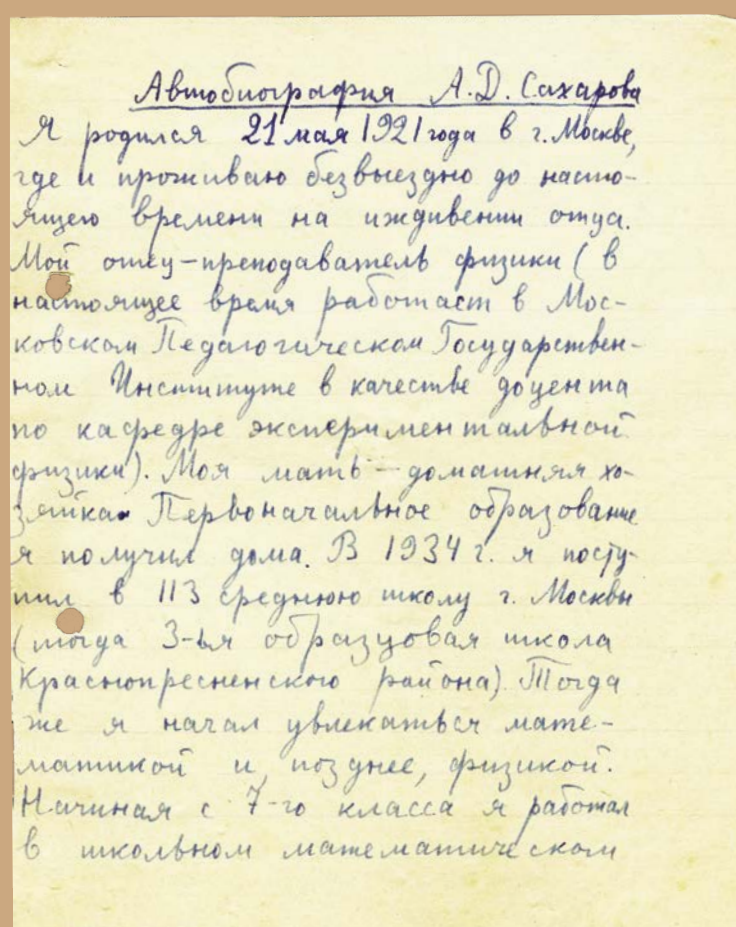 Автобиография А.Д. Сахарова
Я родился 21 мая 1921 года в г. Москве,
где и проживаю безвыездно до насто-
ящего времени на иждивении отца.
Мой отец - преподаватель физики (в
настоящее время работает в Мос-
ковском Педагогическом Государствен-
ном Институте в качестве доцента
по кафедре экспериментальной
физики). Моя мать - домашняя хо-
зяйка. Первоначальное образование
я получил дома. В 1934 г. я посту-
пил в 113 среднюю школу г. Москвы
(тогда 3-ья образцовая школа
Краснопресненского района). Тогда
же я начал увлекаться мате-
матикой и, позднее, физикой.
Начиная с 7-го класса я работал
в школьном математическом